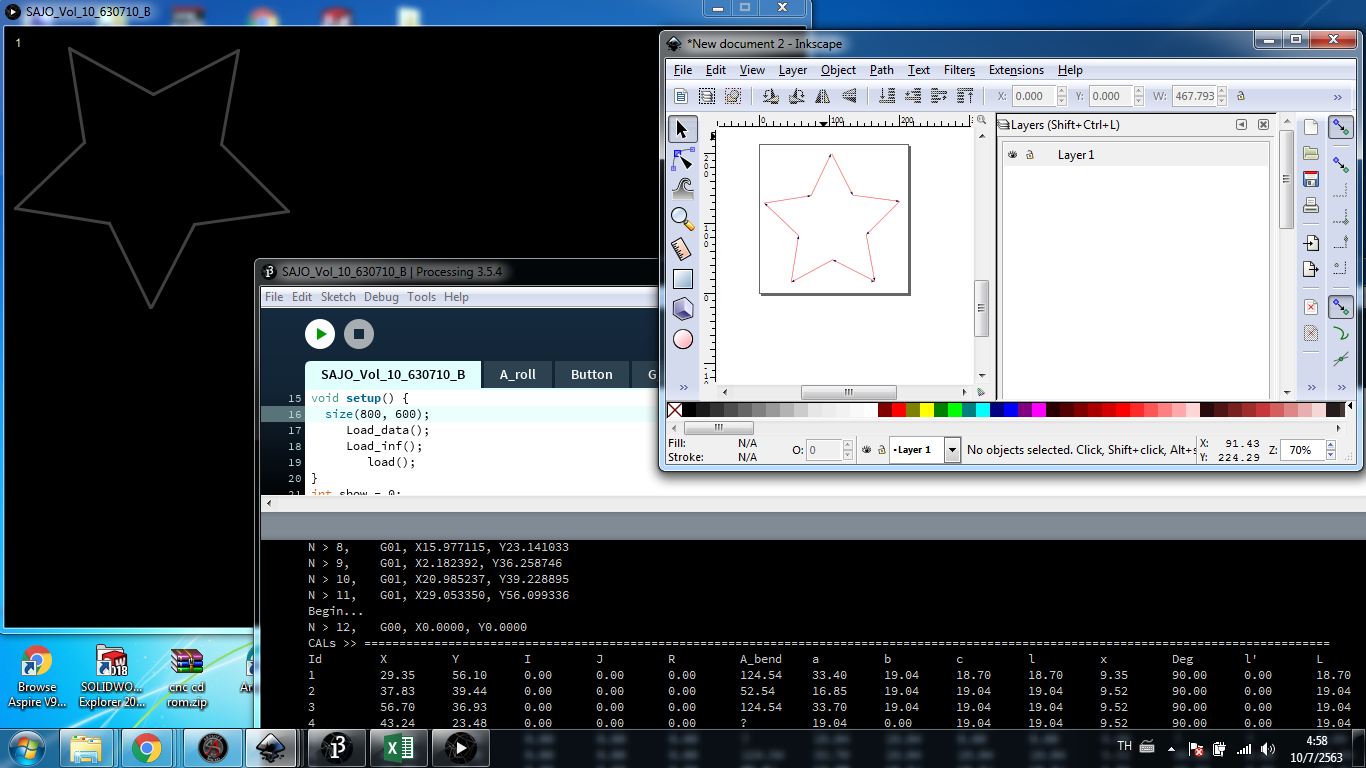 SAJO_Vol_10_630710_B
1
*New document 2 - Inkscape
File Edit View Layer Object Path Text Filters Extensions Help
X: 0.000 Y: 0.000 W: 467.793
0 100 200
Layers (Shift+Ctrl+L)
Layer 1
Fill: N/A
Stroke: N/A
O: 0
•Layer 1
No objects selected. Click, Shift+click, Alt+s
X: 91.43
Y: 224.29
Z: 70%
SAJO_Vol_10_630710_B | Processing 3.5.4
File Edit Sketch Debug Tools Help
SAJO_Vol_10_630710_B A_roll Button G
15 void setup() {
16 size(800, 600);
17 Load_data();
18 Load_inf();
19 load();
20 }
21 int show = 0;
N > 8, G01, X15.977115, Y23.141033
N > 9, G01, X2.182392, Y36.258746
N > 10, G01, X20.985237, Y39.228895
N > 11, G01, X29.053350, Y56.099336
Begin...
N > 12, G00, X0.0000, Y0.0000
CALs >> ====
Id X Y I J R A_bend a b c l x Deg l' L
1 29.35 56.10 0.00 0.00 0.00 124.54 33.40 19.04 18.70 18.70 9.35 90.00 0.00 18.70
2 37.83 39.44 0.00 0.00 0.00 52.54 16.85 19.04 19.04 19.04 9.52 90.00 0.00 19.04
3 56.70 36.93 0.00 0.00 0.00 124.54 33.70 19.04 19.04 19.04 9.52 90.00 0.00 19.04
4 43.24 23.48 0.00 0.00 0.00 ? 19.04 0.00 19.04 19.04 9.52 90.00 0.00 19.04
Browse
Aspire V9...
SOLIDWO...
Explorer 20...
cnc cd
rom.zip
TH
4:58
10/7/2563